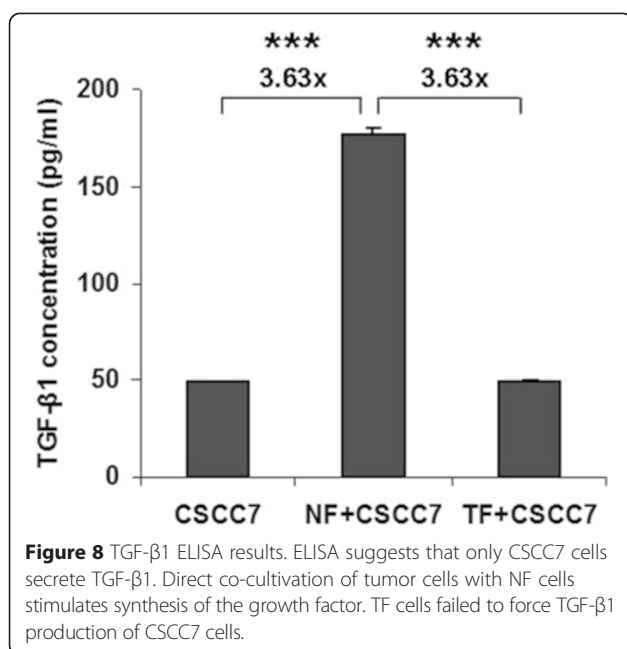 *** ***
3.63x 3.63x
200
150
100
50
0
TGF-β1 concentration (pg/ml)
CSCC7 NF+CSCC7 TF+CSCC7
Figure 8 TGF-β1 ELISA results. ELISA suggests that only CSCC7 cells
secrete TGF-β1. Direct co-cultivation of tumor cells with NF cells
stimulates synthesis of the growth factor. TF cells failed to force TGF-β1
production of CSCC7 cells.